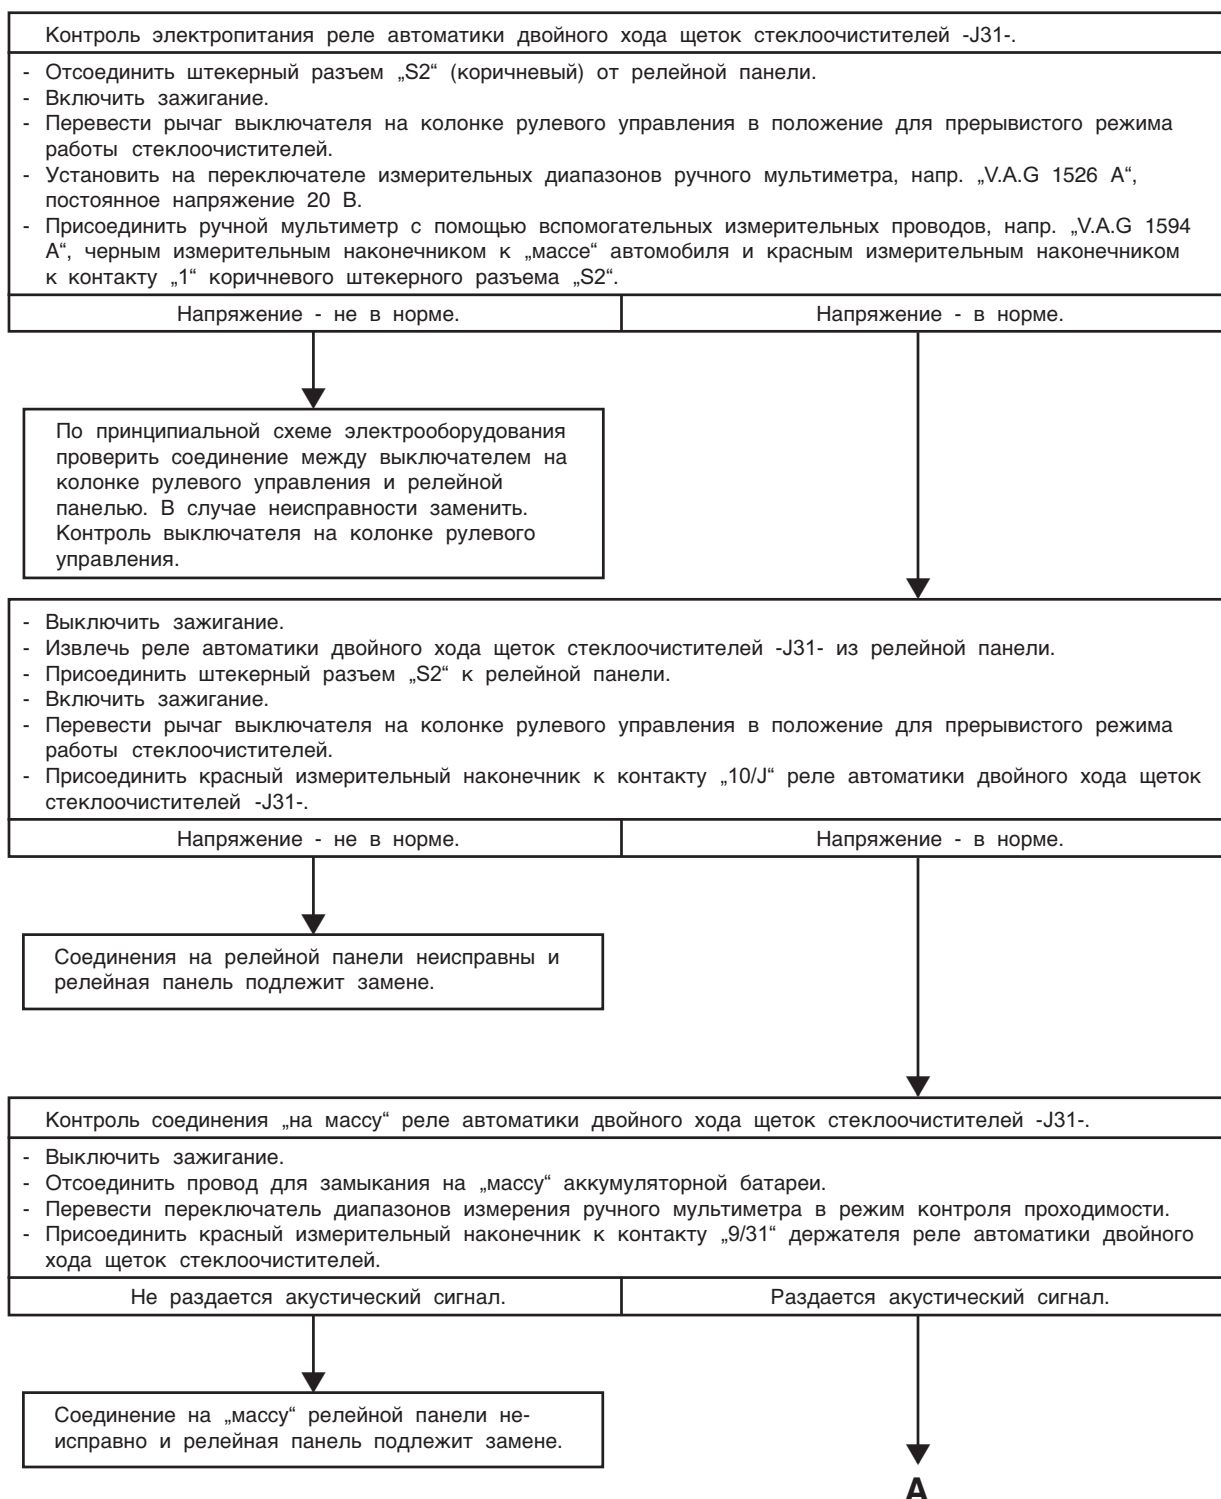 Контроль электропитания реле автоматики двойного хода щеток стеклоочистителей -J31-.
- Отсоединить штекерный разъем „S2“ (коричневый) от релейной панели.
- Включить зажигание.
- Перевести рычаг выключателя на колонке рулевого управления в положение для прерывистого режима
работы стеклоочистителей.
- Установить на переключателе измерительных диапазонов ручного мультиметра, напр. „V.A.G 1526 A“,
постоянное напряжение 20 В.
- Присоединить ручной мультиметр с помощью вспомогательных измерительных проводов, напр. „V.A.G 1594
A“, черным измерительным наконечником к „массе“ автомобиля и красным измерительным наконечником
к контакту „1“ коричневого штекерного разъема „S2“.
Напряжение - не в норме.
Напряжение - в норме.
По принципиальной схеме электрооборудования
проверить соединение между выключателем на
колонке рулевого управления и релейной
панелью. В случае неисправности заменить.
Контроль выключателя на колонке рулевого
управления.
- Выключить зажигание.
- Извлечь реле автоматики двойного хода щеток стеклоочистителей -J31- из релейной панели.
- Присоединить штекерный разъем „S2“ к релейной панели.
- Включить зажигание.
- Перевести рычаг выключателя на колонке рулевого управления в положение для прерывистого режима
работы стеклоочистителей.
- Присоединить красный измерительный наконечник к контакту „10/J“ реле автоматики двойного хода щеток
стеклоочистителей -J31-.
Напряжение - не в норме.
Напряжение - в норме.
Соединения на релейной панели неисправны и
релейная панель подлежит замене.
Контроль соединения „на массу“ реле автоматики двойного хода щеток стеклоочистителей -J31-.
- Выключить зажигание.
- Отсоединить провод для замыкания на „массу“ аккумуляторной батареи.
- Перевести переключатель диапазонов измерения ручного мультиметра в режим контроля проходимости.
- Присоединить красный измерительный наконечник к контакту „9/31“ держателя реле автоматики двойного
хода щеток стеклоочистителей.
Не раздается акустический сигнал.
Раздается акустический сигнал.
Соединение на „массу“ релейной панели не-
исправно и релейная панель подлежит замене.
A